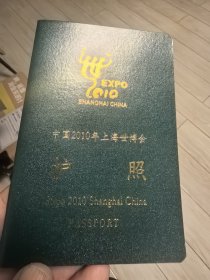 EXPO
2010
SHANGHAI CHINA
中国2010年上海世博会
护 照
Expo 2010 Shanghai China
PASSPORT